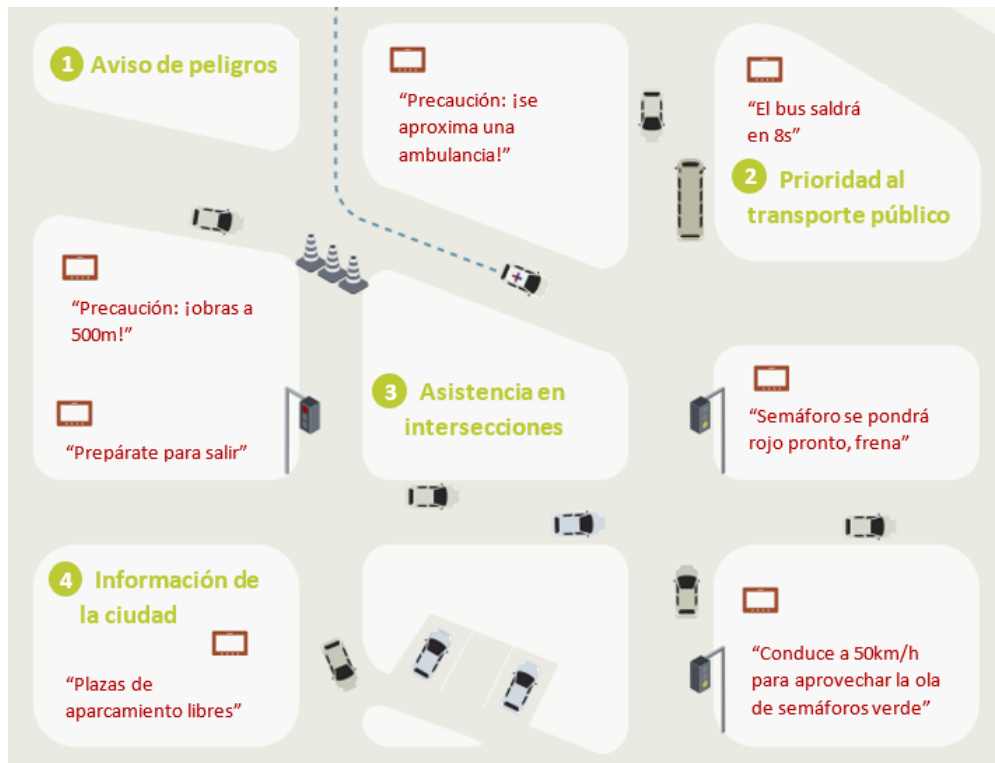 1 Aviso de peligros
“Precaución: ¡se
aproxima una
ambulancia!”
“El bus saldrá
en 8s”
2 Prioridad al
transporte público
“Precaución: ¡obras a
500m!”
“Prepárate para salir”
3 Asistencia en
intersecciones
“Semáforo se pondrá
rojo pronto, frena”
4 Información de
la ciudad
“Plazas de
aparcamiento libres”
“Conduce a 50km/h
para aprovechar la ola
de semáforos verde”